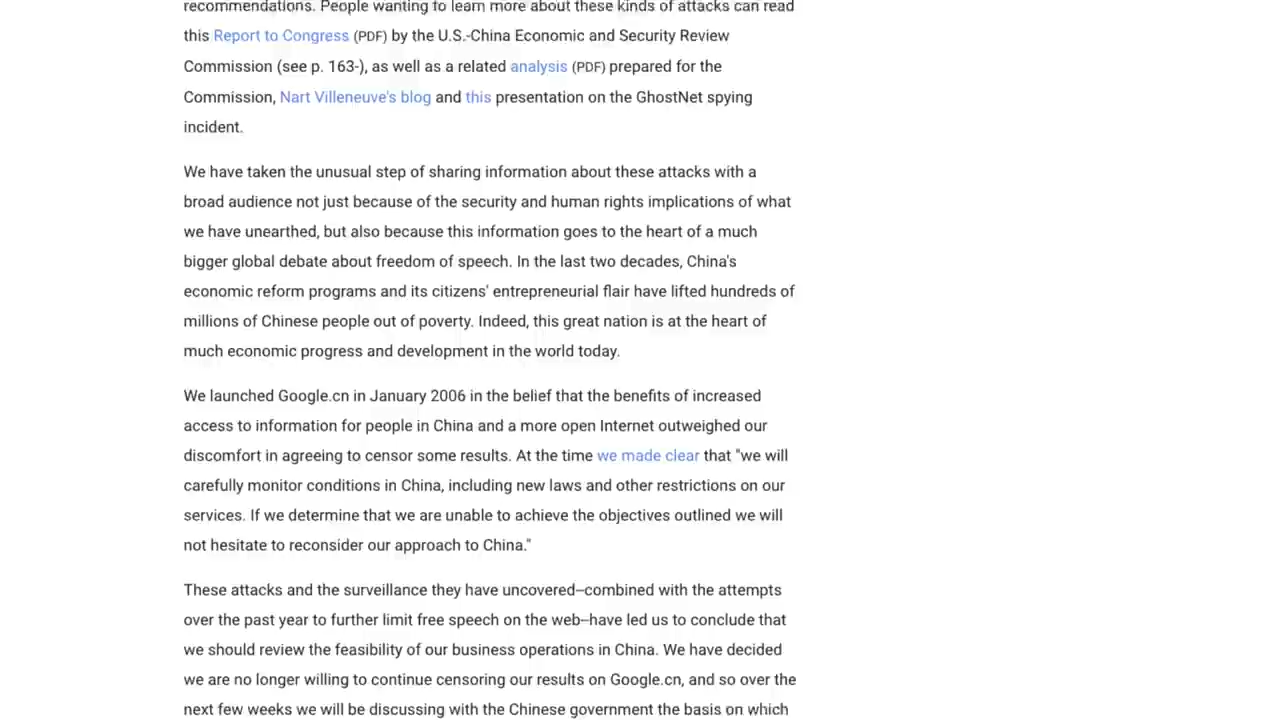 recommendations. People wanting to learn more about these kinds of attacks can read
this Report to Congress (PDF) by the U.S.-China Economic and Security Review
Commission (see p. 163-), as well as a related analysis (PDF) prepared for the
Commission, Nart Villeneuve's blog and this presentation on the GhostNet spying
incident.
We have taken the unusual step of sharing information about these attacks with a
broad audience not just because of the security and human rights implications of what
we have unearthed, but also because this information goes to the heart of a much
bigger global debate about freedom of speech. In the last two decades, China's
economic reform programs and its citizens' entrepreneurial flair have lifted hundreds of
millions of Chinese people out of poverty. Indeed, this great nation is at the heart of
much economic progress and development in the world today.
We launched Google.cn in January 2006 in the belief that the benefits of increased
access to information for people in China and a more open Internet outweighed our
discomfort in agreeing to censor some results. At the time we made clear that "we will
carefully monitor conditions in China, including new laws and other restrictions on our
services. If we determine that we are unable to achieve the objectives outlined we will
not hesitate to reconsider our approach to China."
These attacks and the surveillance they have uncovered—combined with the attempts
over the past year to further limit free speech on the web—have led us to conclude that
we should review the feasibility of our business operations in China. We have decided
we are no longer willing to continue censoring our results on Google.cn, and so over the
next few weeks we will be discussing with the Chinese government the basis on which